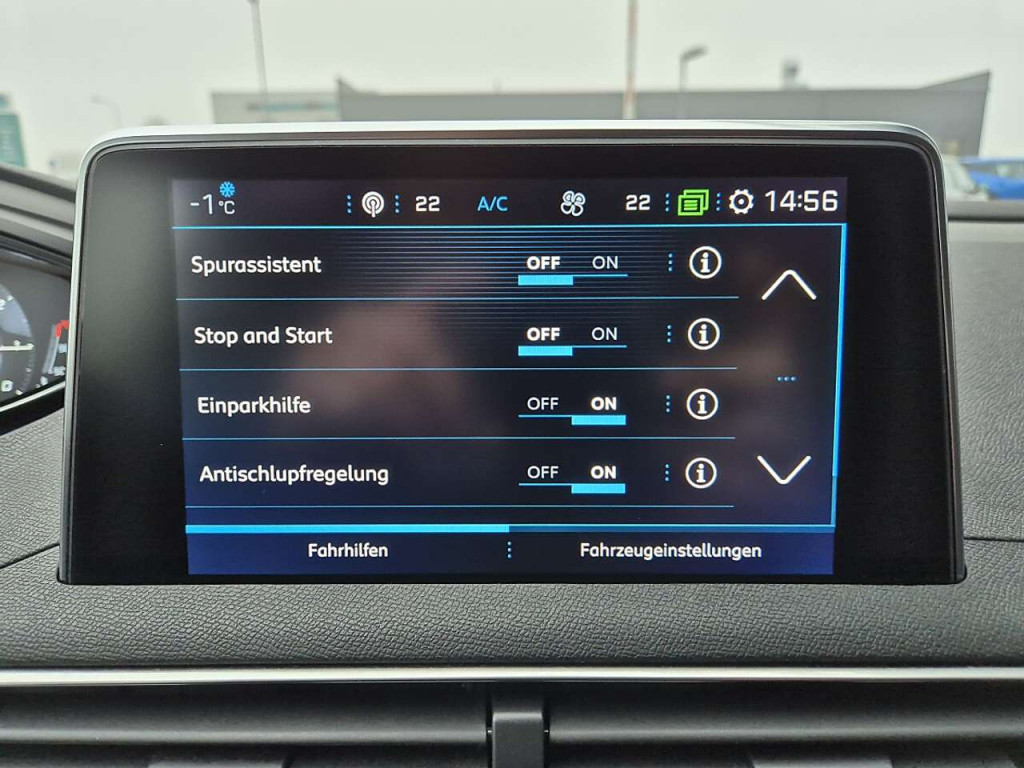 -1°C 22 A/C 22 14:56
Spurassistent OFF ON
Stop and Start OFF ON
Einparkhilfe OFF ON
Antischlupfregelung OFF ON
Fahrhilfen Fahrzeugeinstellungen